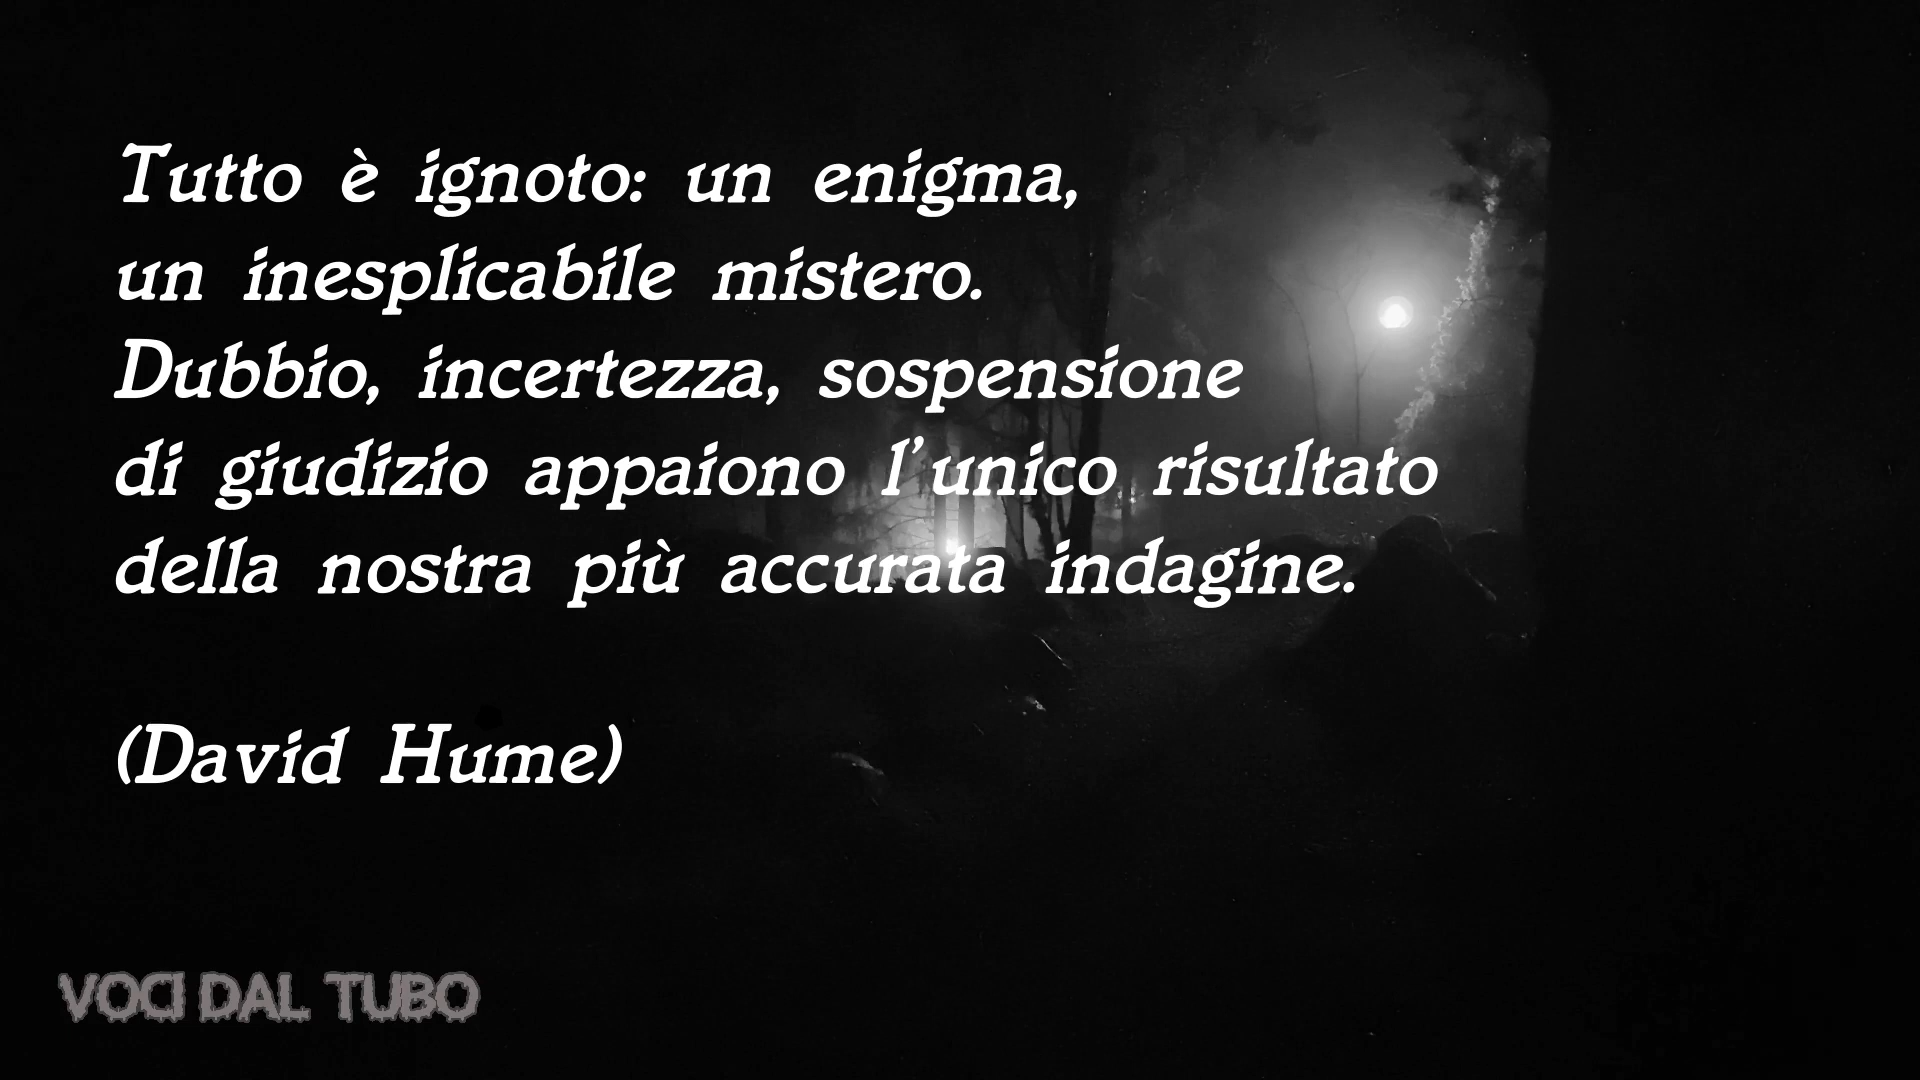 Tutto è ignoto: un enigma,
un inesplicabile mistero.
Dubbio, incertezza, sospensione
di giudizio appaiono l'unico risultato
della nostra più accurata indagine.
(David Hume)
VOCI DAL TUBO